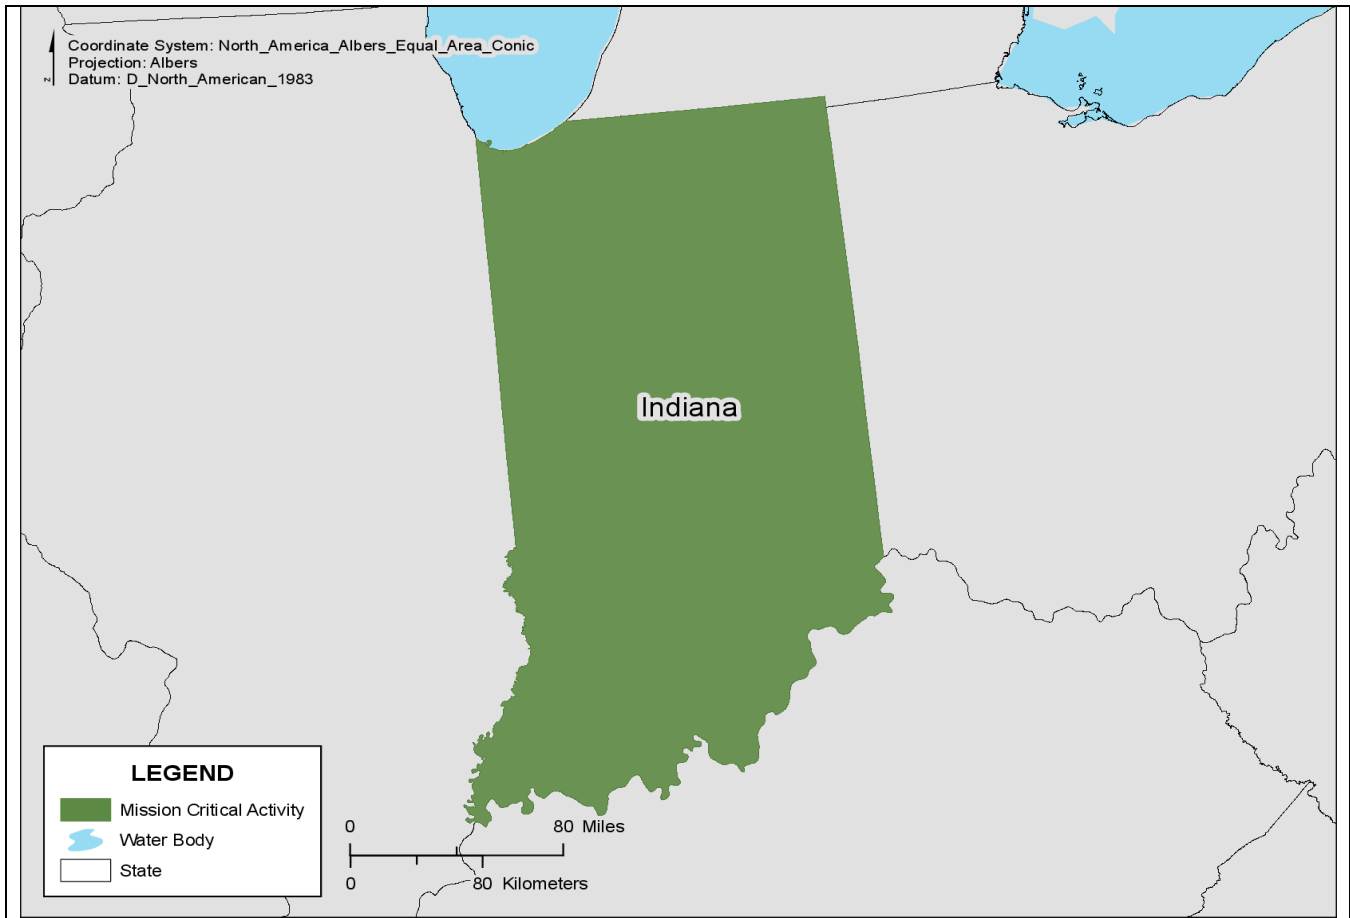 Coordinate System: North_America_Albers_Equal_Area_Conic
Projection: Albers
Datum: D_North_American_1983
z
Indiana
LEGEND
Mission Critical Activity
Water Body
State
0 80 Miles
0 80 Kilometers